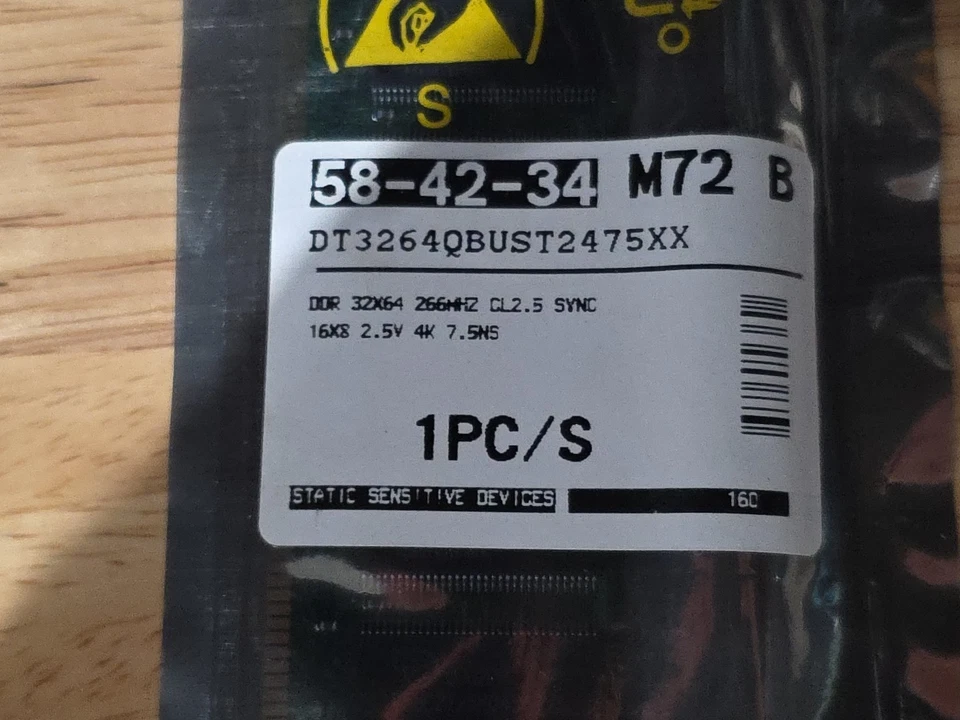 S
58-42-34 M72 B
DT3264QBUST2475XX
DDR 32X64 266MHZ CL2.5 SYNC
16X8 2.5V 4K 7.5NS
1PC/S
STATIC SENSITIVE DEVICES 160